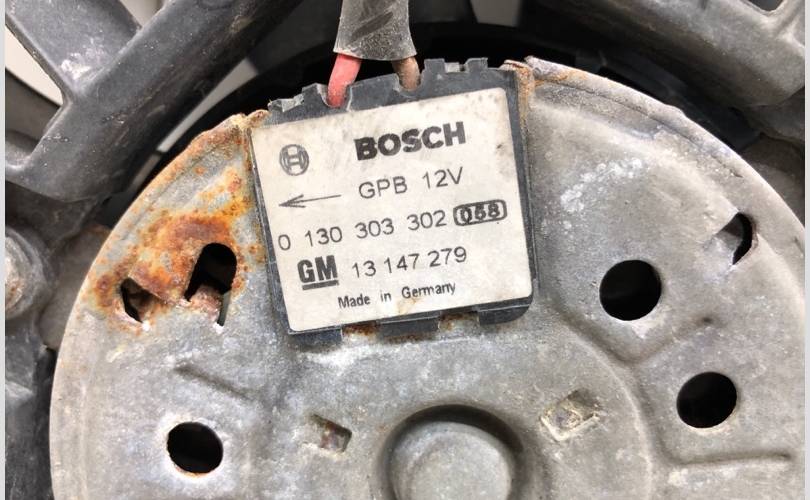 BOSCH
GPB 12V
0 130 303 302 058
GM 13 147 279
Made in Germany